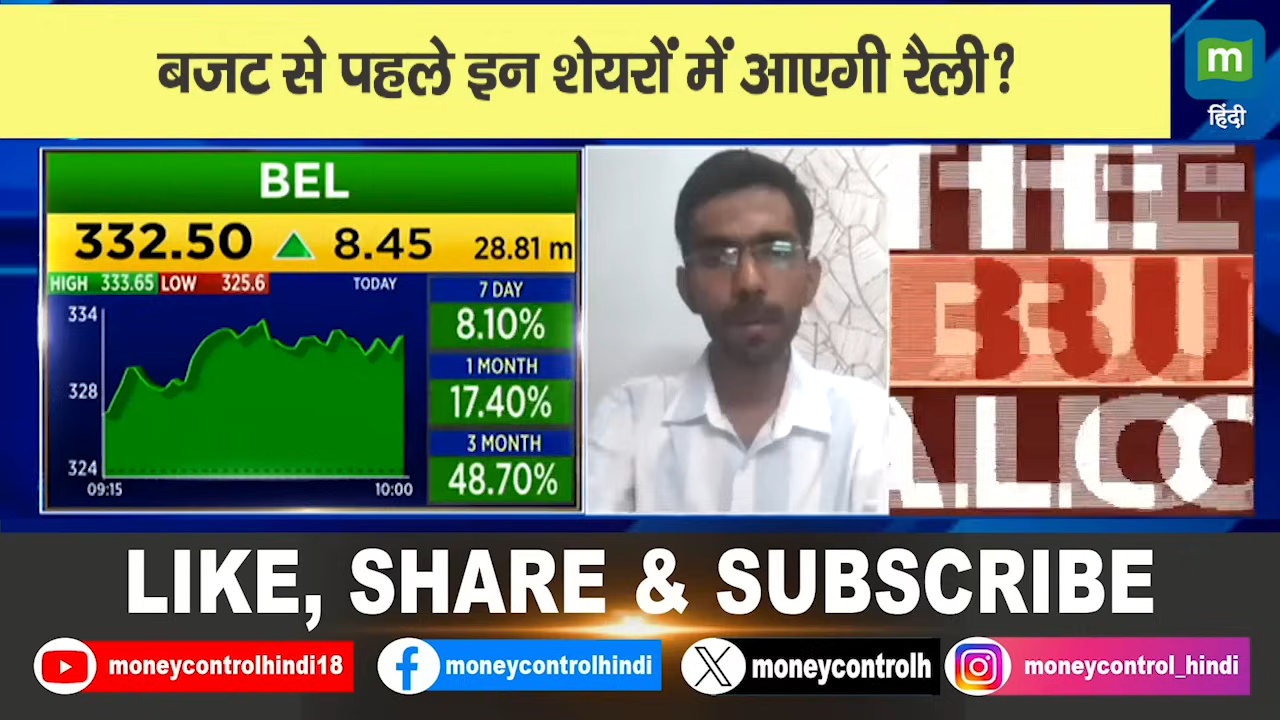 बजट से पहले इन शेयरों में आएगी रैली?
m
हिंदी
BEL
332.50 8.45 28.81 m
HIGH 333.65 LOW 325.6 TODAY
334
328
324
09:15 10:00
7 DAY
8.10%
1 MONTH
17.40%
3 MONTH
48.70%
BRU
LIKE, SHARE & SUBSCRIBE
moneycontrolhindi18 moneycontrolhindi moneycontrolh moneycontrol_hindi